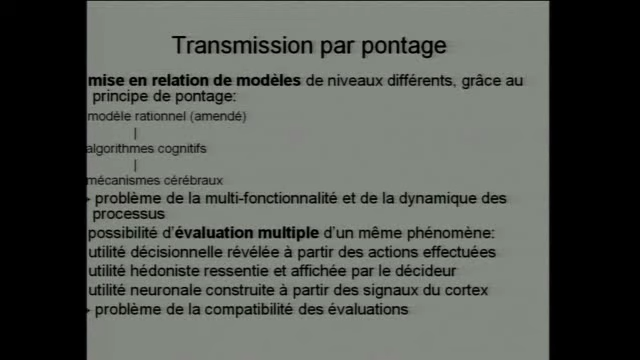 Transmission par pontage
mise en relation de modèles de niveaux différents, grâce au
principe de pontage:
modèle rationnel (amendé)
|
algorithmes cognitifs
|
mécanismes cérébraux
problème de la multi-fonctionnalité et de la dynamique des
processus
possibilité d'évaluation multiple d'un même phénomène:
utilité décisionnelle révélée à partir des actions effectuées
utilité hédoniste ressentie et affichée par le décideur
utilité neuronale construite à partir des signaux du cortex
problème de la compatibilité des évaluations